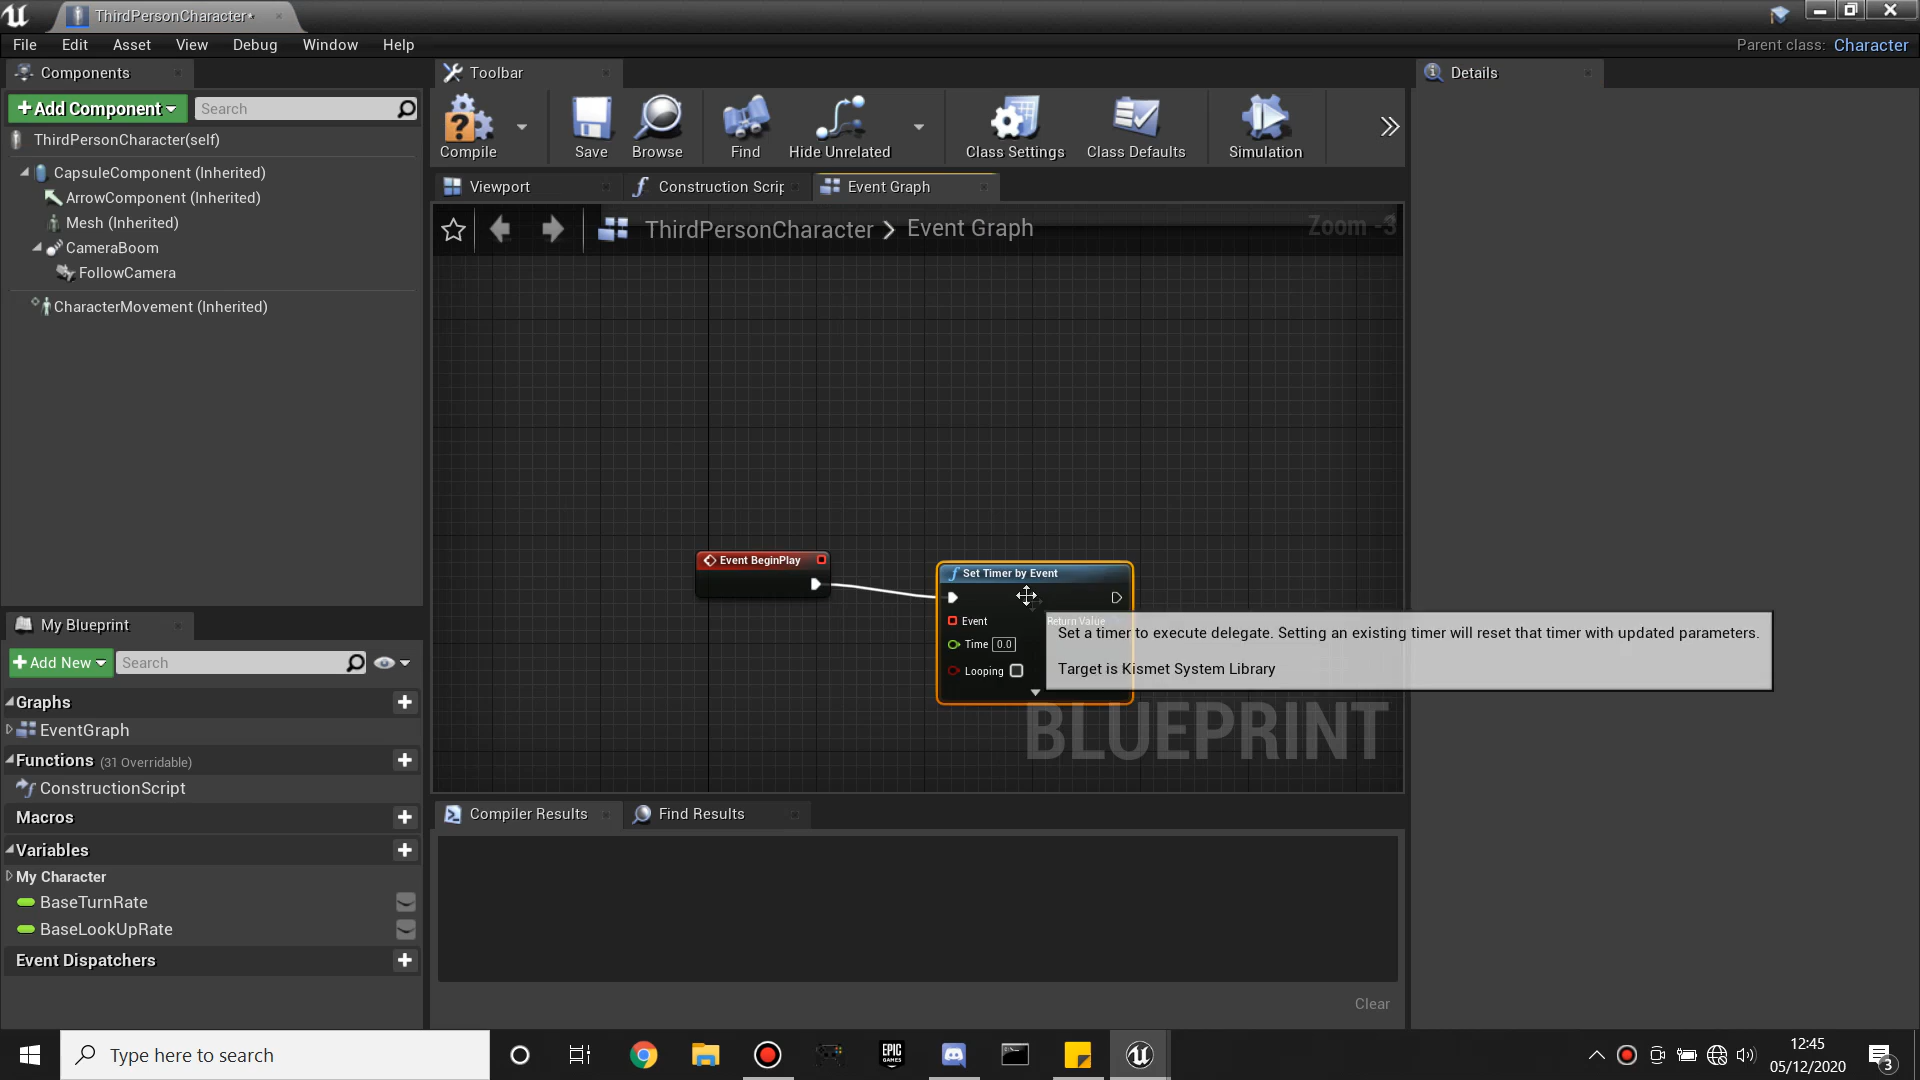 ThirdPersonCharacter*
File Edit Asset View Debug Window Help
Parent class: Character
Components
Toolbar
Details
+Add Component
Search
Compile
Save
Browse
Find
Hide Unrelated
Class Settings
Class Defaults
Simulation
ThirdPersonCharacter(self)
CapsuleComponent (Inherited)
ArrowComponent (Inherited)
Mesh (Inherited)
CameraBoom
FollowCamera
CharacterMovement (Inherited)
Viewport
Construction Scrip
Event Graph
ThirdPersonCharacter > Event Graph
Zoom -3
Event BeginPlay
Set Timer by Event
Event
Return Value
Time 0.0
Looping
Set a timer to execute delegate. Setting an existing timer will reset that timer with updated parameters.
Target is Kismet System Library
BLUEPRINT
My Blueprint
+Add New
Search
Graphs
EventGraph
Functions (31 Overridable)
ConstructionScript
Macros
Variables
My Character
BaseTurnRate
BaseLookUpRate
Event Dispatchers
Compiler Results
Find Results
Clear
Type here to search
EPIC
GAMES
12:45
05/12/2020
3